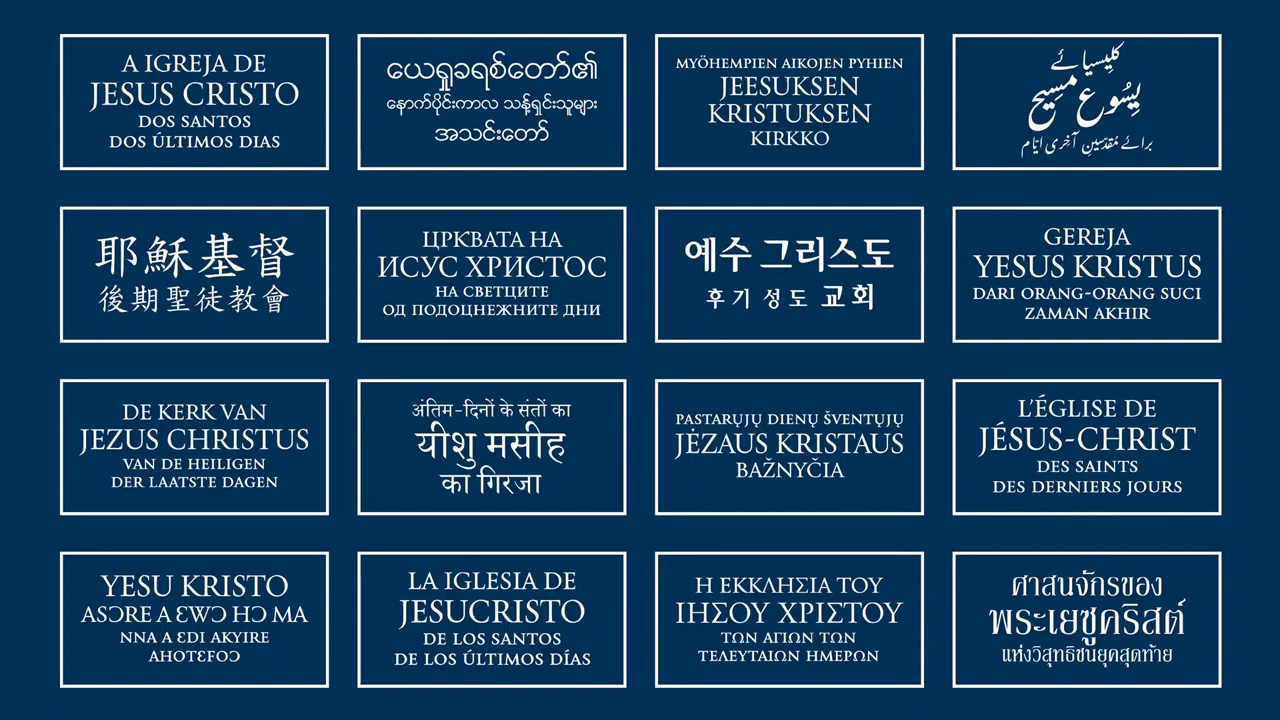 A IGREJA DE
JESUS CRISTO
DOS SANTOS
DOS ÚLTIMOS DIAS
ယေရှုခရစ်တော်၏
နောက်ပိုင်းကာလ သန့်ရှင်းသူများ
အသင်းတော်
MYÖHEMPIEN AIKOJEN PYHIEN
JEESUKSEN
KRISTUKSEN
KIRKKO
کلیسیائے
یِسُوع مسِیح
برائے مُقدّسینِ آخری ایّام
耶穌基督
後期聖徒教會
ЦРКВАТА НА
ИСУС ХРИСТОС
НА СВЕТЦИТЕ
ОД ПОДОЦНЕЖНИТЕ ДНИ
예수 그리스도
후기 성도 교회
GEREJA
YESUS KRISTUS
DARI ORANG-ORANG SUCI
ZAMAN AKHIR
DE KERK VAN
JEZUS CHRISTUS
VAN DE HEILIGEN
DER LAATSTE DAGEN
अंतिम-दिनों के संतों का
यीशु मसीह
का गिरजा
PASTARŲJŲ DIENŲ ŠVENTŲJŲ
JĖZAUS KRISTAUS
BAŽNYČIA
L'ÉGLISE DE
JÉSUS-CHRIST
DES SAINTS
DES DERNIERS JOURS
YESU KRISTO
ASƆRE A ƐWƆ HƆ MA
NNA A ƐDI AKYIRE
AHOTEFOƆ
LA IGLESIA DE
JESUCRISTO
DE LOS SANTOS
DE LOS ÚLTIMOS DÍAS
Η ΕΚΚΛΗΣΙΑ ΤΟΥ
ΙΗΣΟΥ ΧΡΙΣΤΟΥ
ΤΩΝ ΑΓΙΩΝ ΤΩΝ
ΤΕΛΕΥΤΑΙΩΝ ΗΜΕΡΩΝ
ศาสนจักรของ
พระเยซูคริสต์
แห่งวิสุทธิชนยุคสุดท้าย